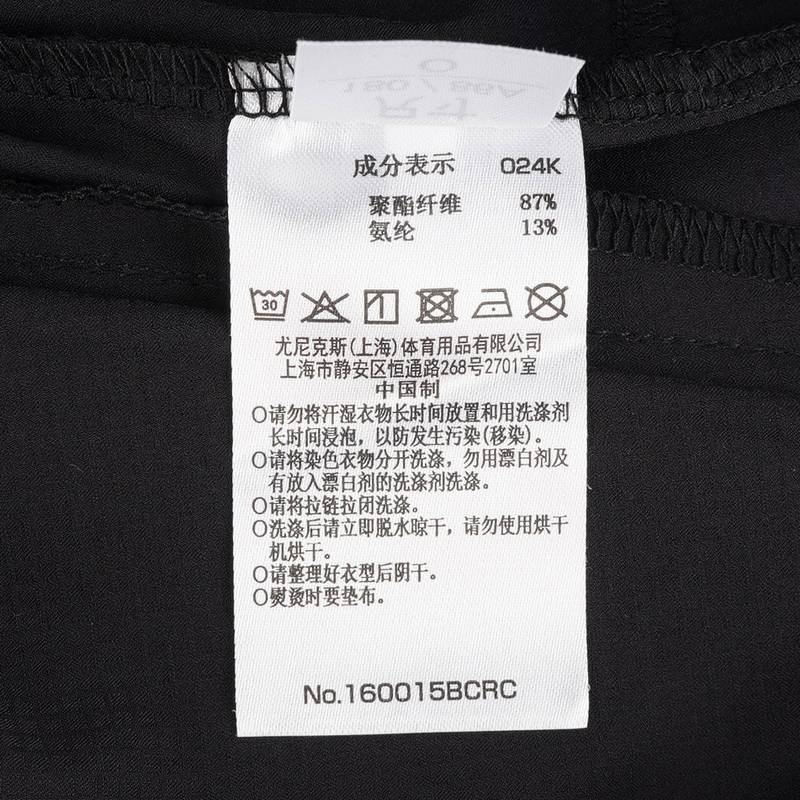 O
180/88A
尺寸
成分表示 024K
聚酯纤维 87%
氨纶 13%
30
尤尼克斯(上海)体育用品有限公司
上海市静安区恒通路268号2701室
中国制
○请勿将汗湿衣物长时间放置和用洗涤剂
长时间浸泡，以防发生污染(移染)。
○请将染色衣物分开洗涤，勿用漂白剂及
有放入漂白剂的洗涤剂洗涤。
○请将拉链拉闭洗涤。
○洗涤后请立即脱水晾干，请勿使用烘干
机烘干。
○请整理好衣型后阴干。
○熨烫时要垫布。
No.160015BCRC